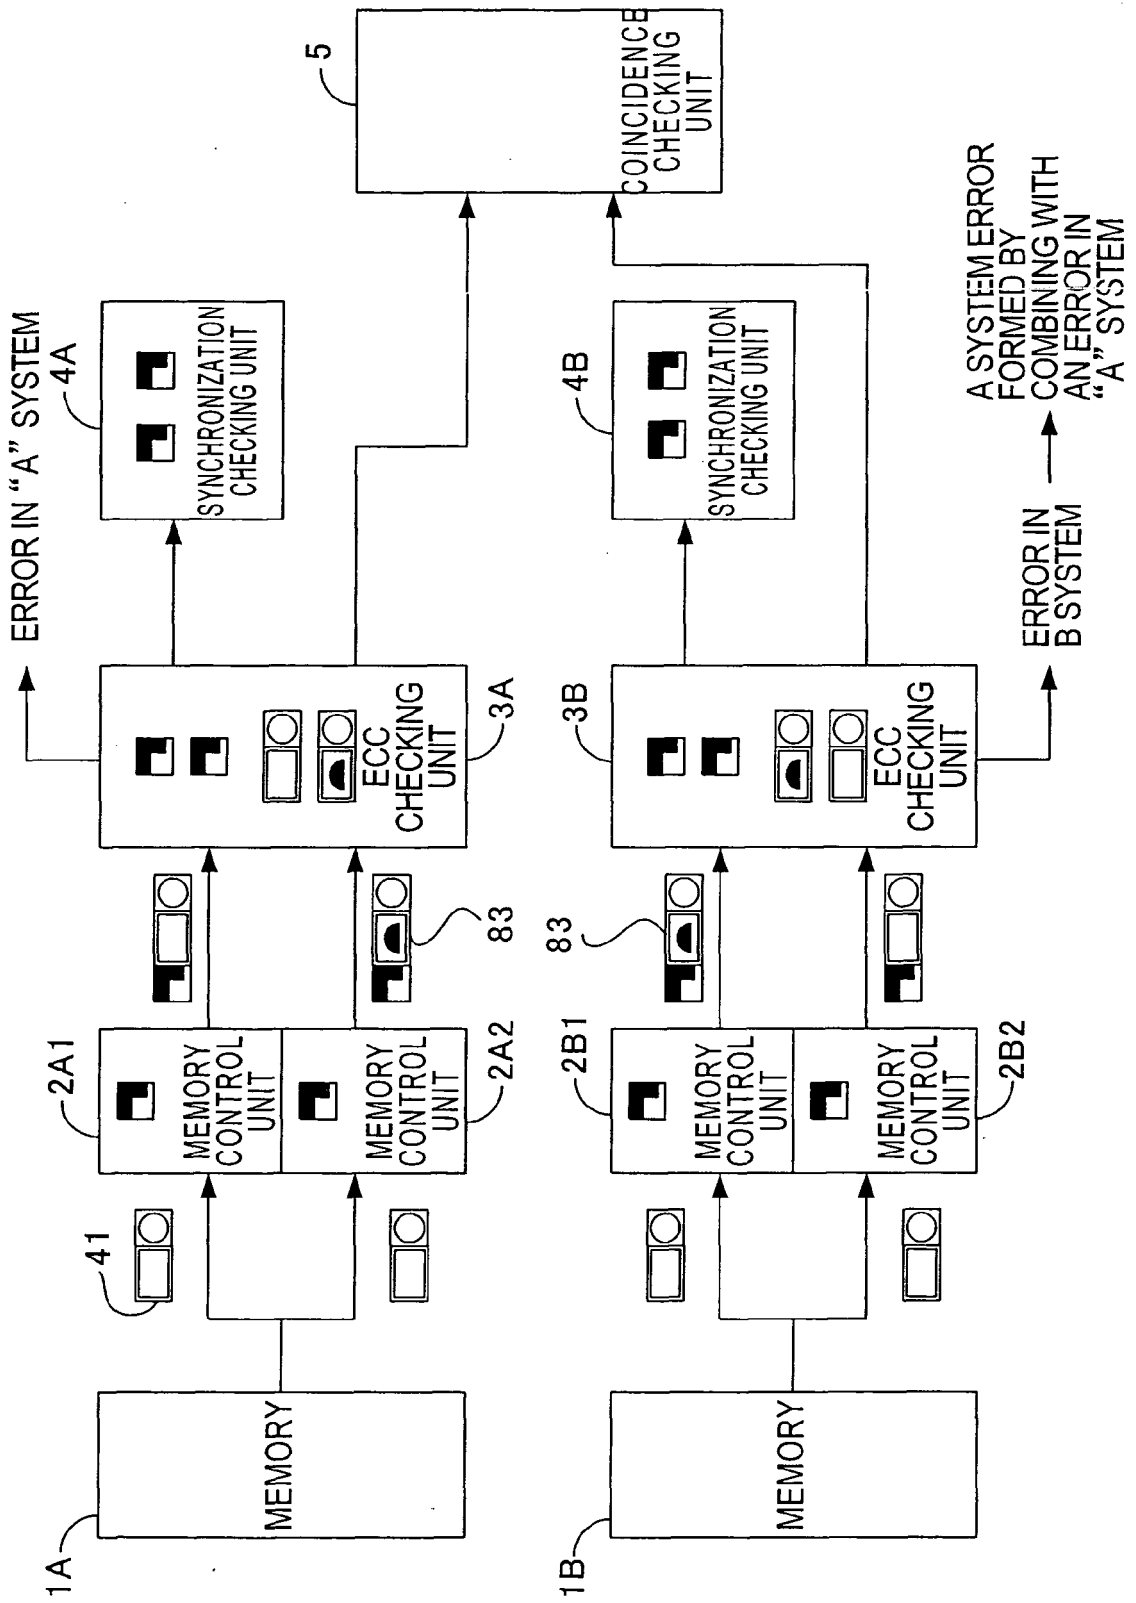 1A
MEMORY
41
2A1
MEMORY
CONTROL
UNIT
MEMORY
CONTROL
UNIT
2A2
83
ERROR IN "A" SYSTEM
ECC
CHECKING
UNIT
3A
4A
SYNCHRONIZATION
CHECKING UNIT
5
COINCIDENCE
CHECKING
UNIT
1B
MEMORY
2B1
MEMORY
CONTROL
UNIT
MEMORY
CONTROL
UNIT
2B2
83
3B
ECC
CHECKING
UNIT
4B
SYNCHRONIZATION
CHECKING UNIT
ERROR IN
B SYSTEM
A SYSTEM ERROR
FORMED BY
COMBINING WITH
AN ERROR IN
"A" SYSTEM